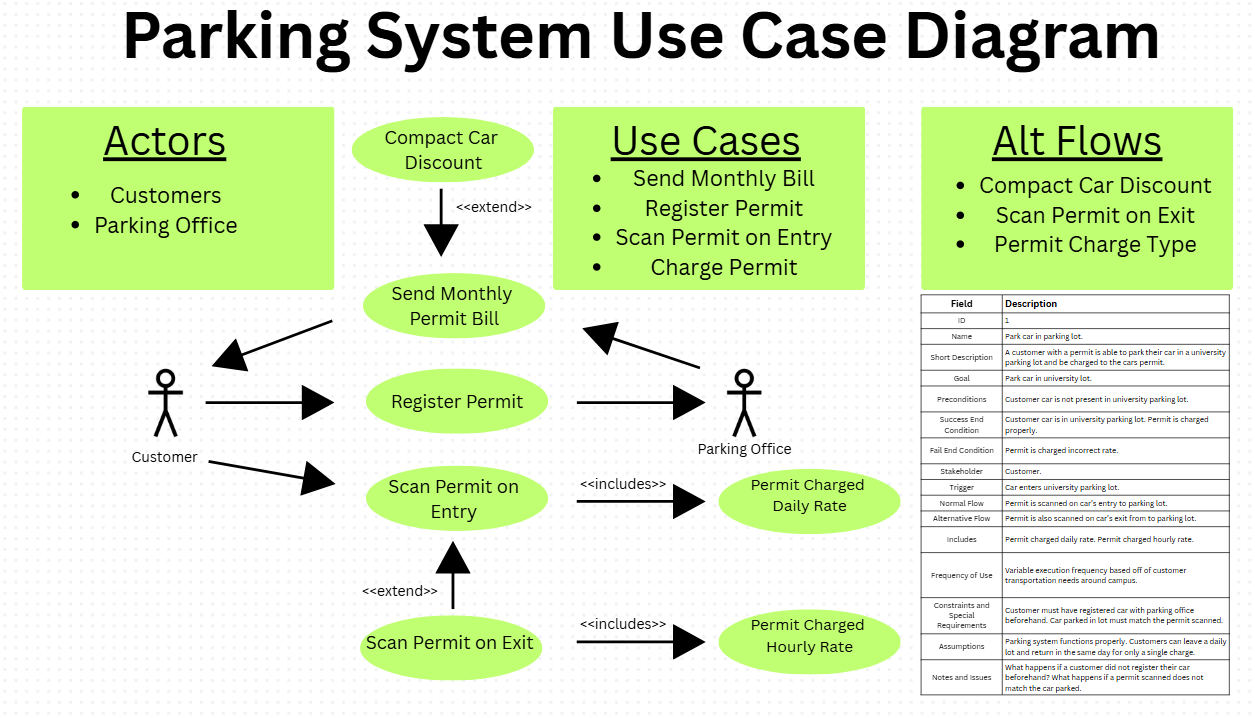 Parking System Use Case Diagram
Actors
• Customers
• Parking Office
Compact Car
Discount
<<extend>>
Use Cases
• Send Monthly Bill
• Register Permit
• Scan Permit on Entry
• Charge Permit
Alt Flows
• Compact Car Discount
• Scan Permit on Exit
• Permit Charge Type
Send Monthly
Permit Bill
Register Permit
Customer
Parking Office
Scan Permit on
Entry
<<includes>>
Permit Charged
Daily Rate
<<extend>>
Scan Permit on Exit
<<includes>>
Permit Charged
Hourly Rate
Field Description
ID 1
Name Park car in parking lot.
Short Description A customer with a permit is able to park their car in a university
parking lot and be charged to the cars permit.
Goal Park car in university lot.
Preconditions Customer car is not present in university parking lot.
Success End
Condition
Customer car is in university parking lot. Permit is charged
properly.
Fail End Condition Permit is charged incorrect rate.
Stakeholder Customer.
Trigger Car enters university parking lot.
Normal Flow Permit is scanned on car's entry to parking lot.
Alternative Flow Permit is also scanned on car's exit from to parking lot.
Includes Permit charged daily rate. Permit charged hourly rate.
Frequency of Use Variable execution frequency based off of customer
transportation needs around campus.
Constraints and
Special
Requirements
Customer must have registered car with parking office
beforehand. Car parked in lot must match the permit scanned.
Assumptions Parking system functions properly. Customers can leave a daily
lot and return in the same day for only a single charge.
Notes and Issues What happens if a customer did not register their car
beforehand? What happens if a permit scanned does not
match the car parked.